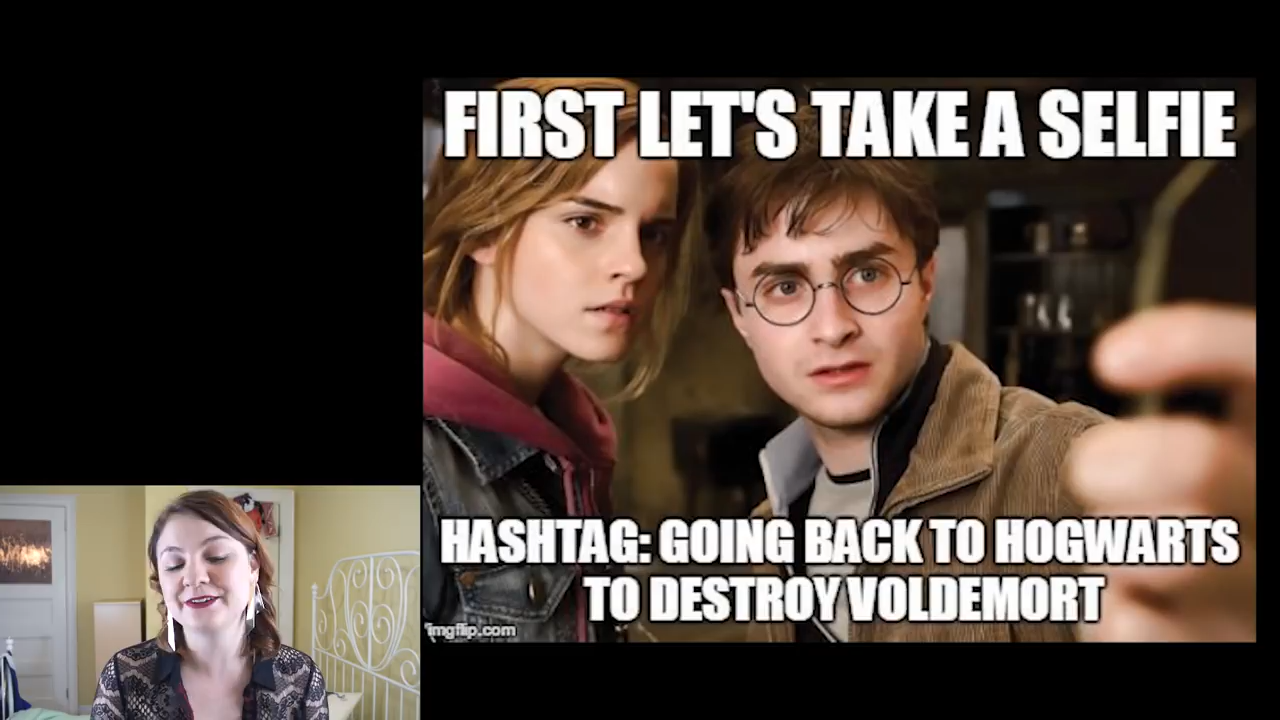 FIRST LET'S TAKE A SELFIE
HASHTAG: GOING BACK TO HOGWARTS
TO DESTROY VOLDEMORT
imgflip.com